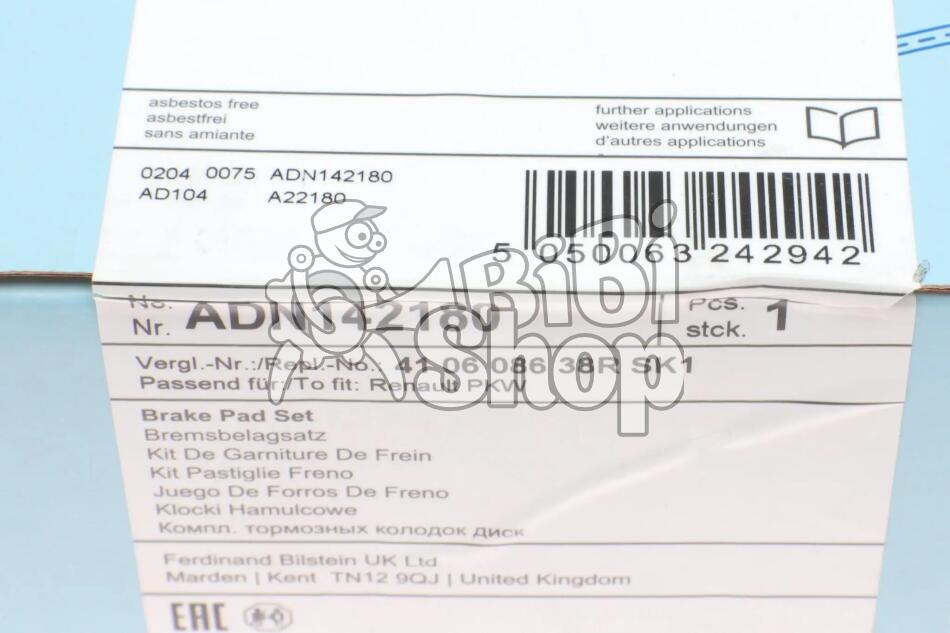 asbestos free
asbestfrei
sans amiante
further applications
weitere anwendungen
d'autres applications
0204 0075 ADN142180
AD104 A22180
5 050063 242942
BiBi
Shop
No.
Nr. ADN142180
Pcs.
stck. 1
Vergl.-Nr.:/Repl.-No.: 41 06 086 38R SK1
Passend für:/To fit: Renault PKW
Brake Pad Set
Bremsbelagsatz
Kit De Garniture De Frein
Kit Pastiglie Freno
Juego De Forros De Freno
Klocki Hamulcowe
Компл. тормозных колодок диск
Ferdinand Bilstein UK Ltd
Marden | Kent TN12 9QJ | United Kingdom
EAC